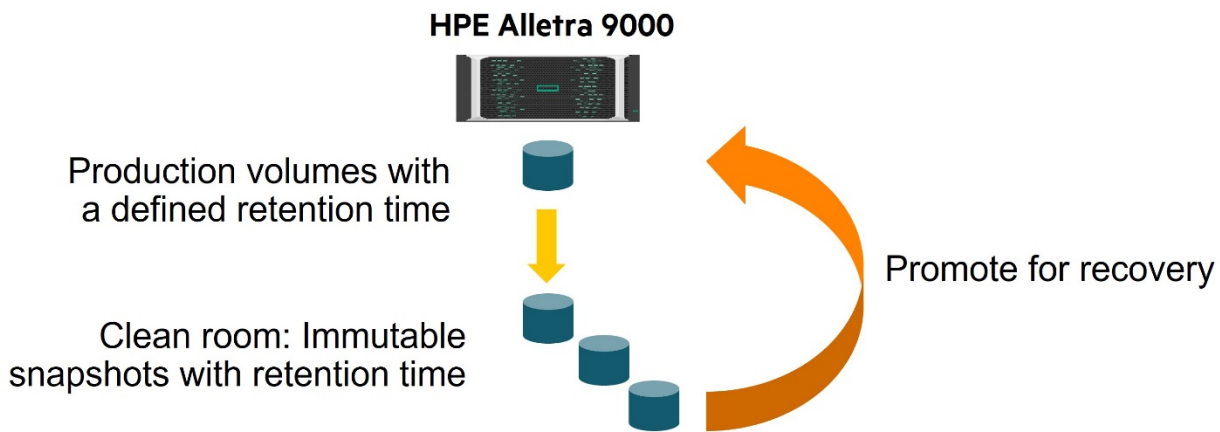 HPE Alletra 9000
Production volumes with
a defined retention time
Promote for recovery
Clean room: Immutable
snapshots with retention time